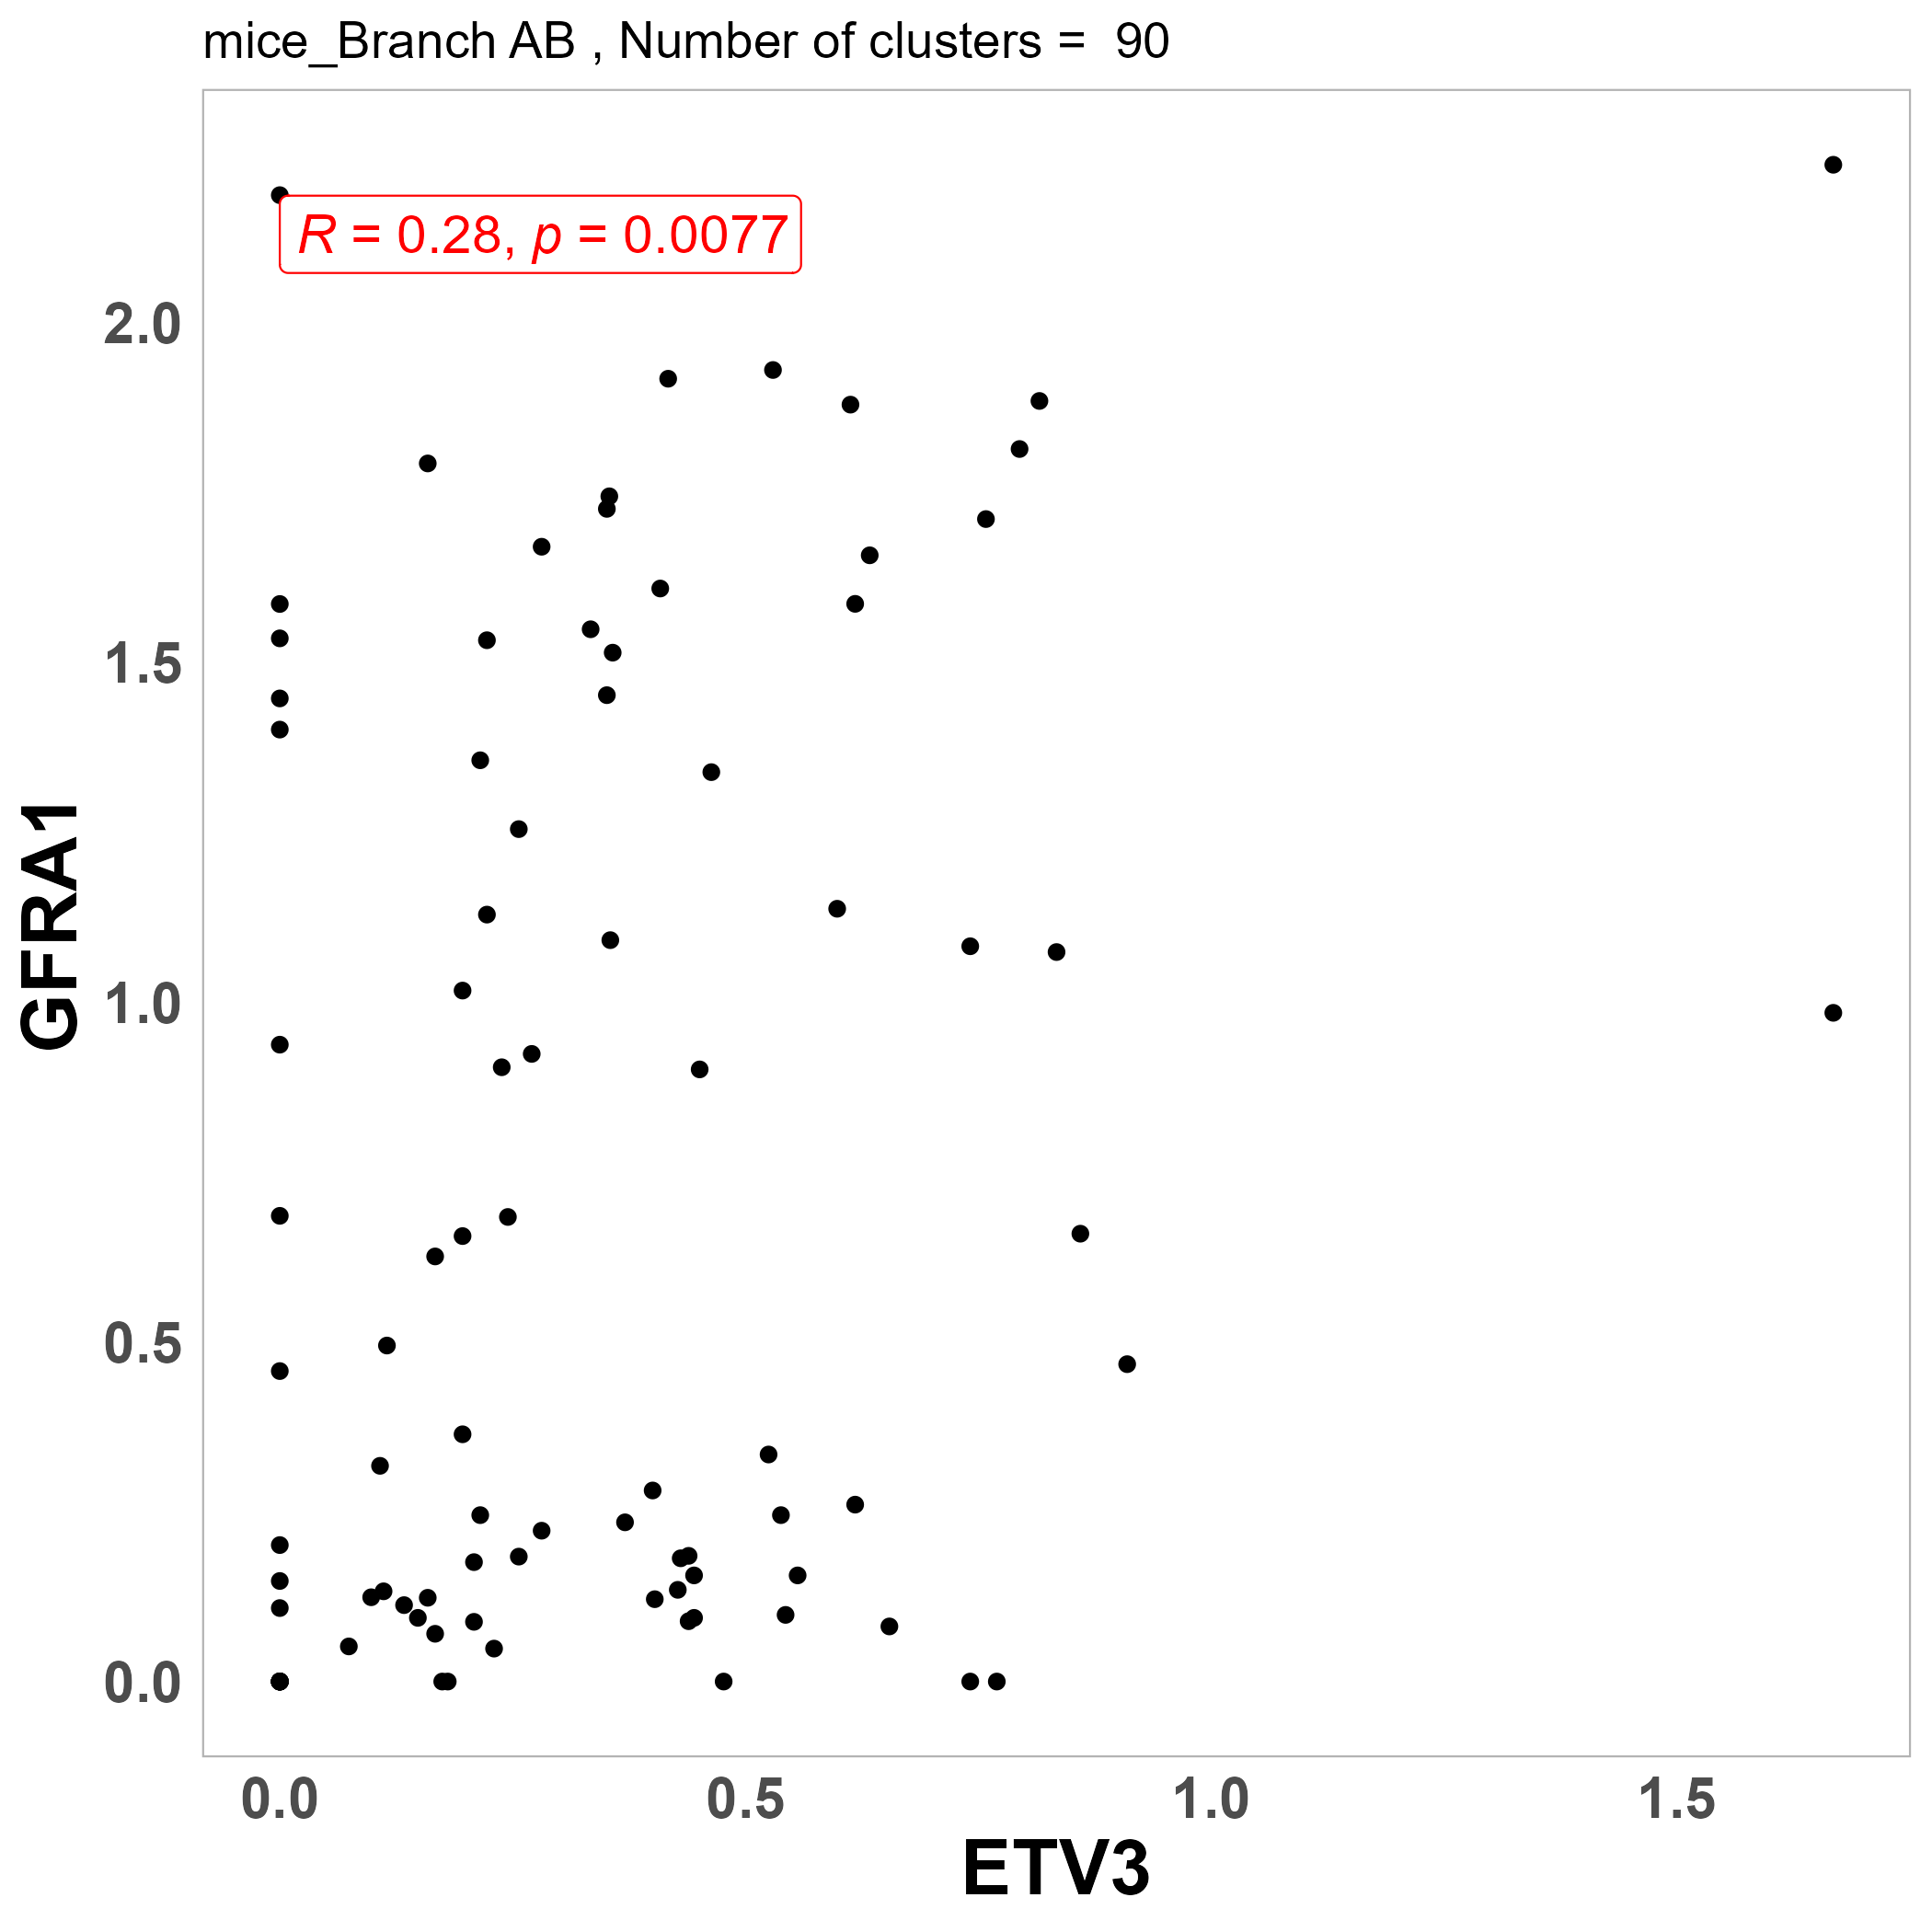 mice_Branch AB , Number of clusters =  90
R = 0.28, p = 0.0077
2.0
1.5
1.0
0.5
0.0
GFRA1
0.0 0.5 1.0 1.5
ETV3